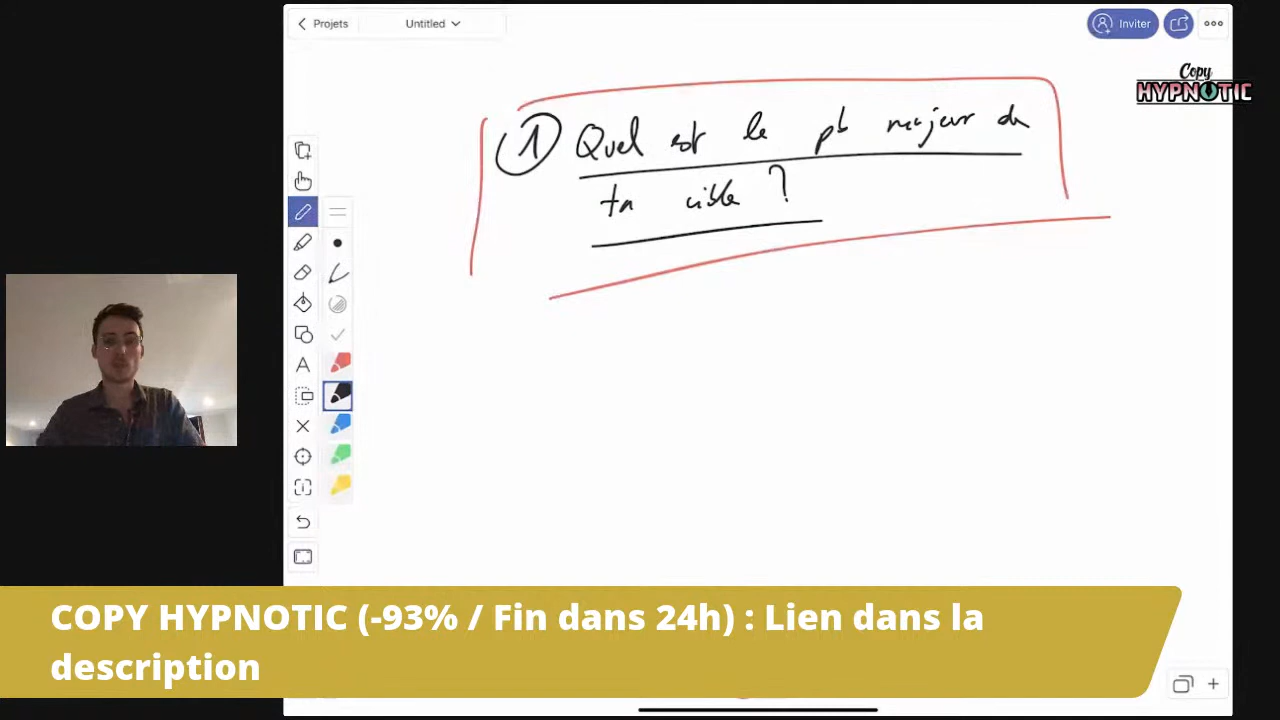 Projets
Untitled
Inviter
Copy
HYPNOTIC
1 Quel est le pb majeur de
ta cible ?
COPY HYPNOTIC (-93% / Fin dans 24h) : Lien dans la
description